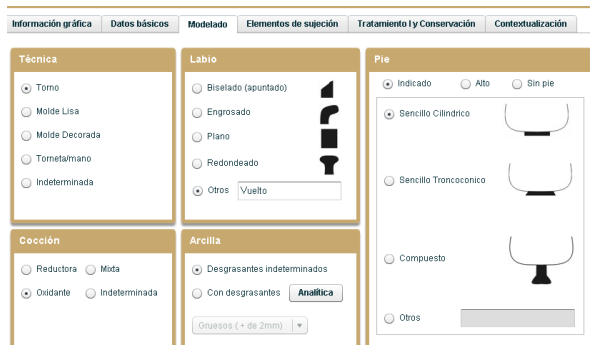 Información gráfica
Datos básicos
Modelado
Elementos de sujeción
Tratamiento I y Conservación
Contextualización
Técnica
Torno
Molde Lisa
Molde Decorada
Torneta/mano
Indeterminada
Labio
Biselado (apuntado)
Engrosado
Plano
Redondeado
Otros Vuelto
Pie
Indicado Alto Sin pie
Sencillo Cilindrico
Sencillo Troncoconico
Compuesto
Otros
Cocción
Reductora Mixta
Oxidante Indeterminada
Arcilla
Desgrasantes indeterminados
Con desgrasantes Analítica
Gruesos ( + de 2mm)